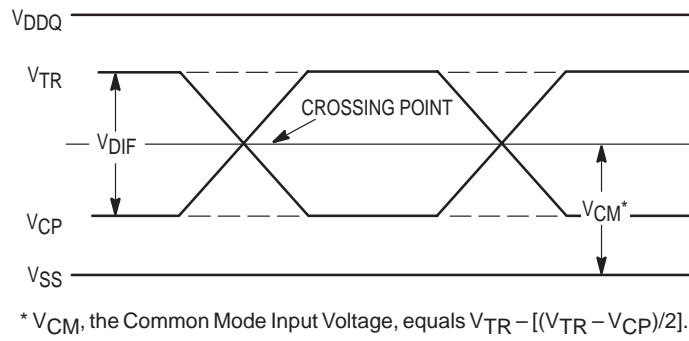 VDDQ
VTR
CROSSING POINT
VDIF
VCM*
VCP
VSS
* VCM, the Common Mode Input Voltage, equals VTR – [(VTR – VCP)/2].